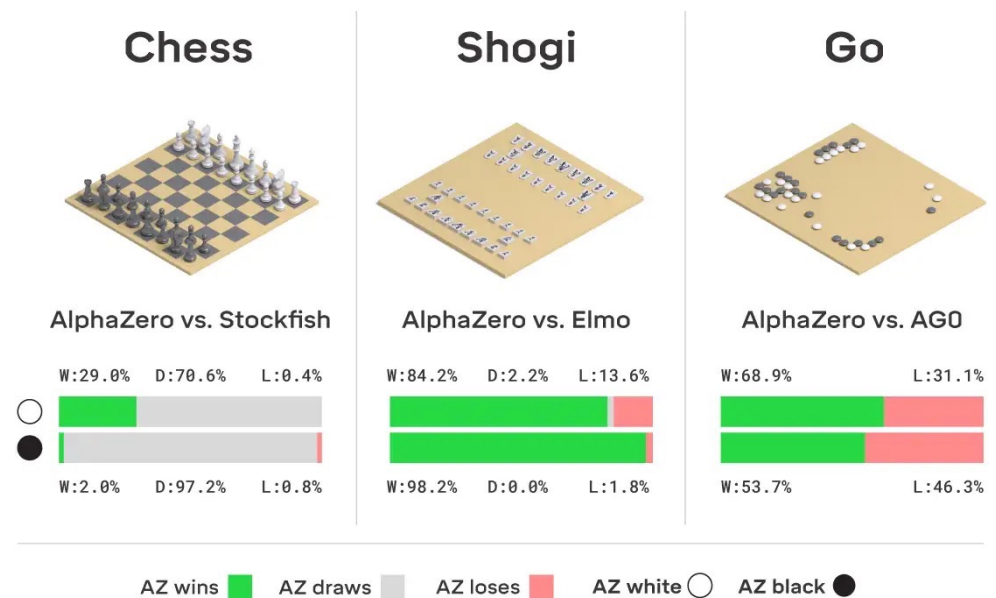 Chess
Shogi
Go
AlphaZero vs. Stockfish
AlphaZero vs. Elmo
AlphaZero vs. AG0
W:29.0% D:70.6% L:0.4%
W:84.2% D:2.2% L:13.6%
W:68.9% L:31.1%
W:2.0% D:97.2% L:0.8%
W:98.2% D:0.0% L:1.8%
W:53.7% L:46.3%
AZ wins
AZ draws
AZ loses
AZ white
AZ black